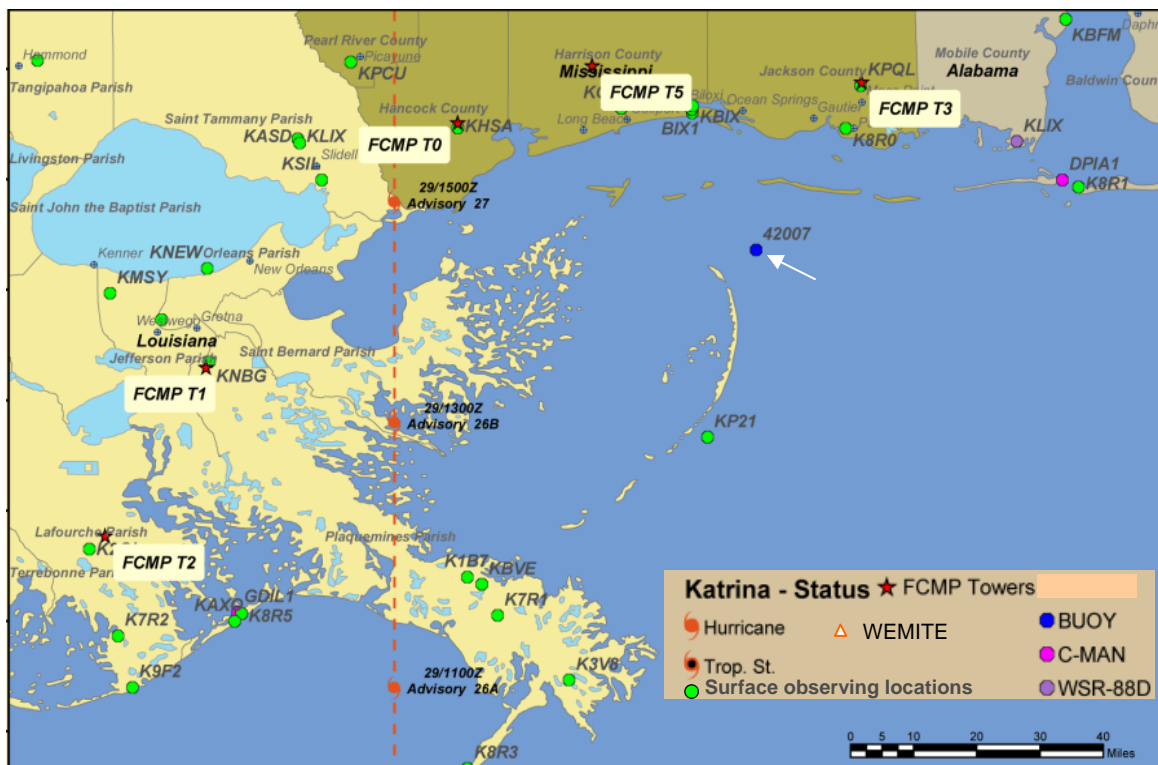 Hammond
Pearl River County
Picayune
KPCU
Harrison County
Mississippi
Jackson County
KPQL
Mobile County
Alabama
KBFM
Baldwin
Tangipahoa Parish
Hancock County
KHSA
FCMP T0
FCMP T5
Biloxi
KBIX
BIX1
Ocean Springs
Long Beach
Gautier
FCMP T3
K8R0
KLIX
DPIA1
K8R1
Saint Tammany Parish
KASD
KLIX
Slidell
KSIL
Livingston Parish
29/1500Z
Advisory 27
Saint John the Baptist Parish
42007
Kenner
KNEW
Orleans Parish
New Orleans
KMSY
Westwego
Gretna
Louisiana
Jefferson Parish
Saint Bernard Parish
KNBG
FCMP T1
29/1300Z
Advisory 26B
KP21
Lafourche Parish
FCMP T2
Plaquemines Parish
K1B7
KBVE
K7R1
GDIL1
K8R5
K7R2
K9F2
29/1100Z
Advisory 26A
K3V8
K8R3
Katrina - Status
FCMP Towers
Hurricane
WEMITE
BUOY
Trop. St.
C-MAN
Surface observing locations
WSR-88D
0 5 10 20 30 40
Miles